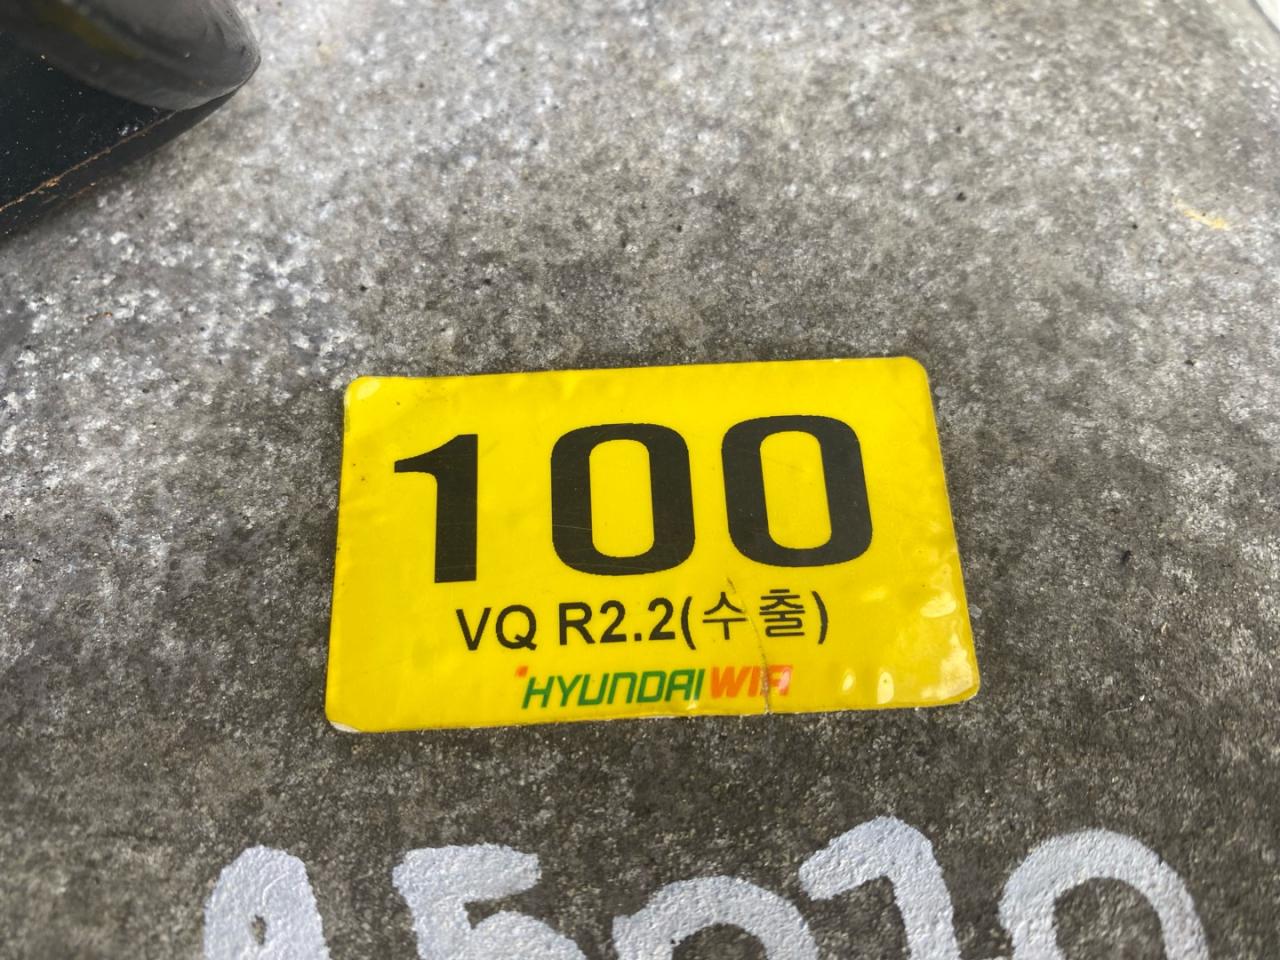 100
VQ R2.2(수출)
HYUNDAI WIA